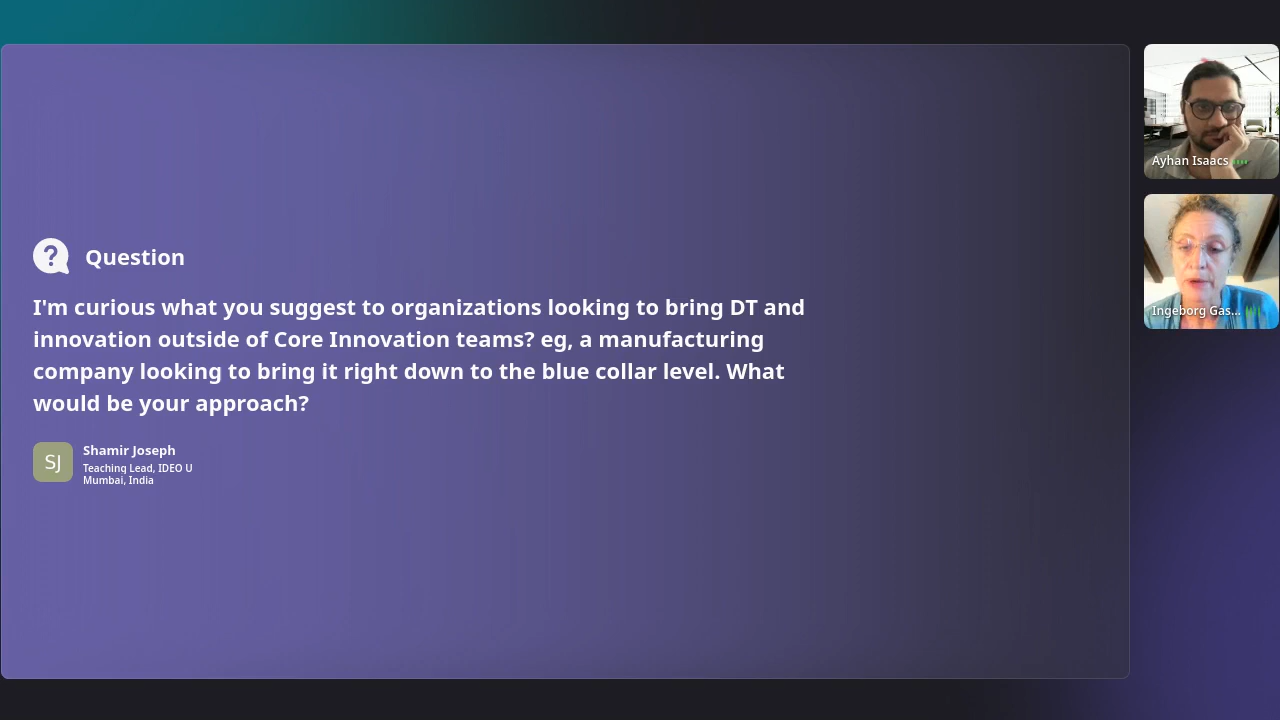 Question
I'm curious what you suggest to organizations looking to bring DT and
innovation outside of Core Innovation teams? eg, a manufacturing
company looking to bring it right down to the blue collar level. What
would be your approach?
SJ
Shamir Joseph
Teaching Lead, IDEO U
Mumbai, India
Ayhan Isaacs
Ingeborg Gas...